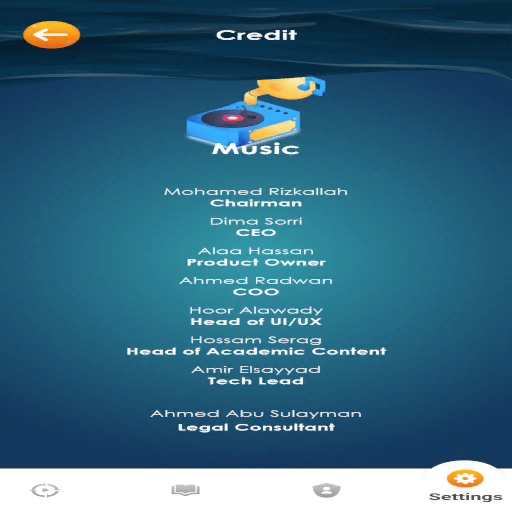 Credit
Music
Mohamed Rizkallah
Chairman
Dima Sorri
CEO
Alaa Hassan
Product Owner
Ahmed Radwan
COO
Hoor Alawady
Head of UI/UX
Hossam Serag
Head of Academic Content
Amir Elsayyad
Tech Lead
Ahmed Abu Sulayman
Legal Consultant
Settings